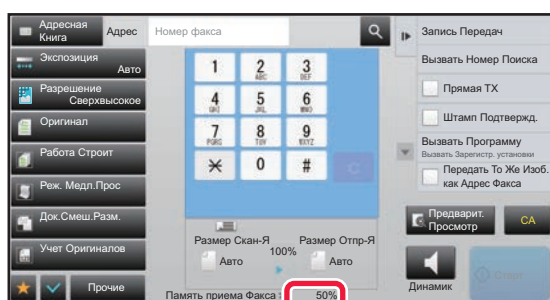 Адресная
Книга
Адрес
Номер факса
Запись Передач
Экспозиция
Авто
Вызвать Номер Поиска
Разрешение
Сверхвысокое
Прямая TX
Оригинал
Штамп Подтвержд.
Работа Строит
Вызвать Программу
Вызвать Зарегистр. установки
Реж. Медл.Прос
Передать То Же Изоб.
как Адрес Факса
Док.Смеш.Разм.
Учет Оригиналов
Прочие
1
2 ABC
3 DEF
4 GHI
5 JKL
6 MNO
7 PQRS
8 TUV
9 WXYZ
0
#
Размер Скан-Я
100%
Размер Отпр-Я
Авто
Авто
Память приема Факса :
50%
Предварит.
Просмотр
CA
Динамик
Старт